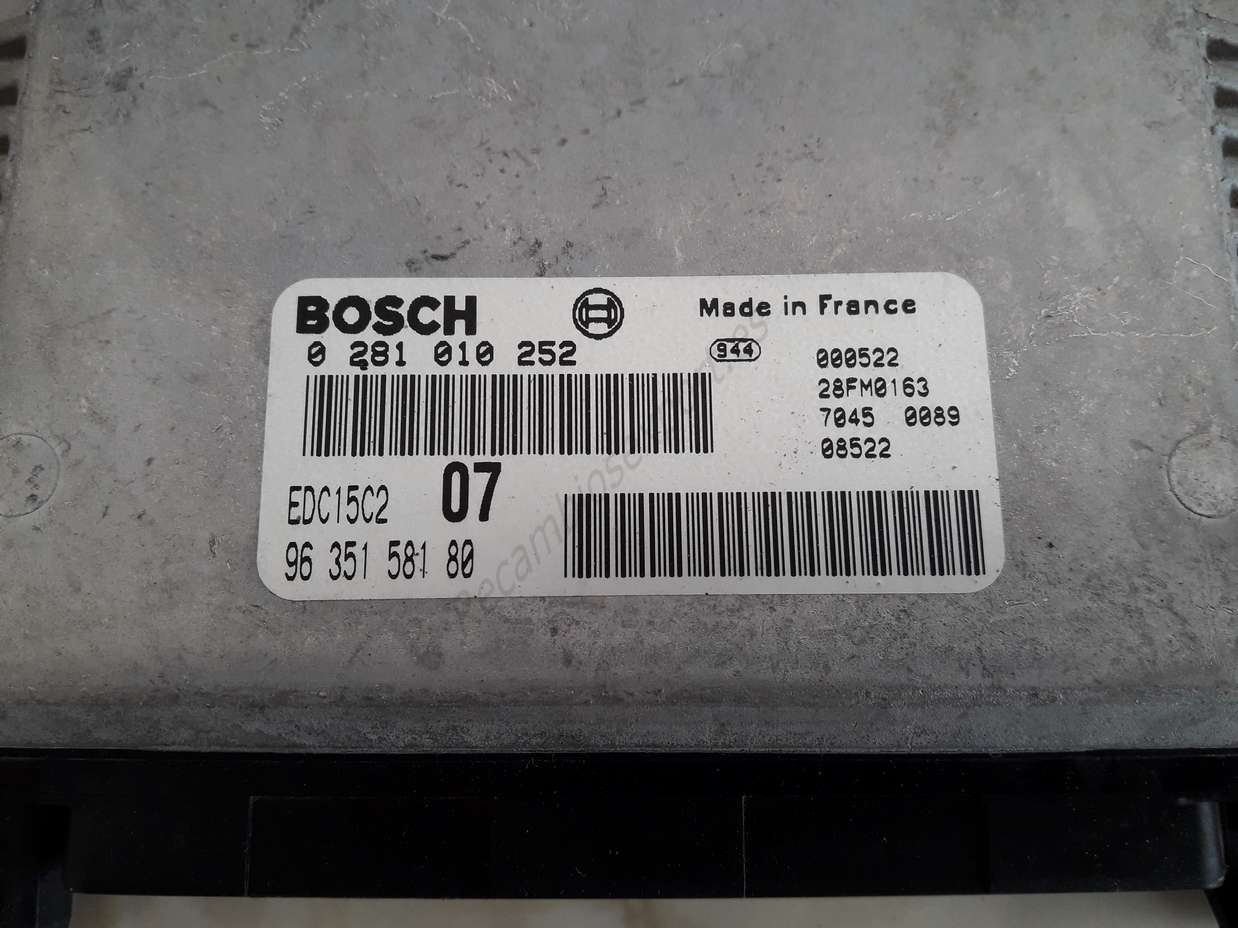 BOSCH
Made in France
0 281 010 252
944
000522
28FM0163
7045 0089
08522
EDC15C2 07
96 351 581 80